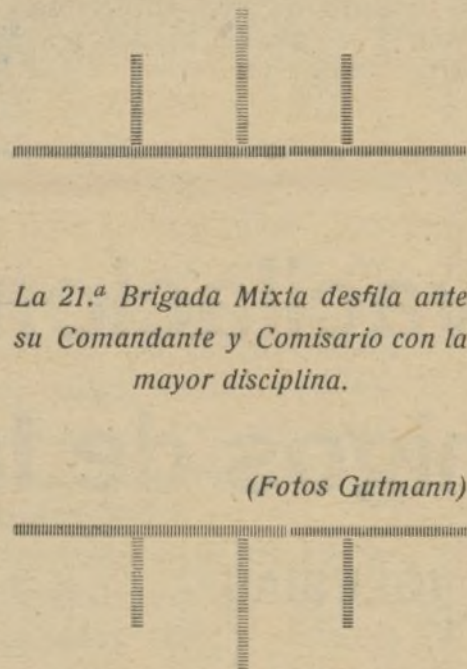 La 21.ª Brigada Mixta desfila ante
su Comandante y Comisario con la
mayor disciplina.
(Fotos Gutmann)